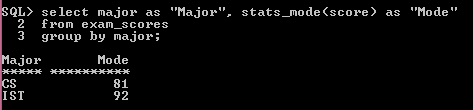 SQL> select major as "Major", stats_mode(score) as "Mode"
  2  from exam_scores
  3  group by major;
Major       Mode
***** **********
CS            81
IST           92